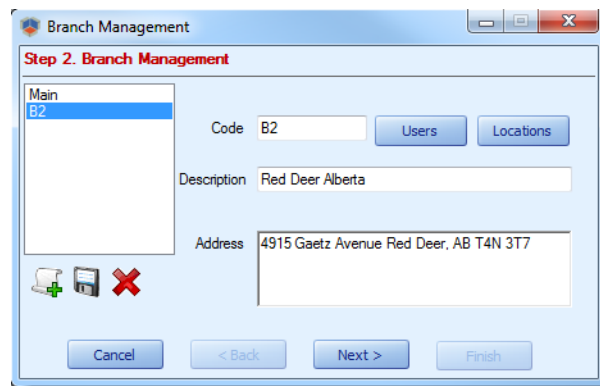 Branch Management
Step 2. Branch Management
Main
B2
Code B2 Users Locations
Description Red Deer Alberta
Address 4915 Gaetz Avenue Red Deer, AB T4N 3T7
Cancel < Back Next > Finish